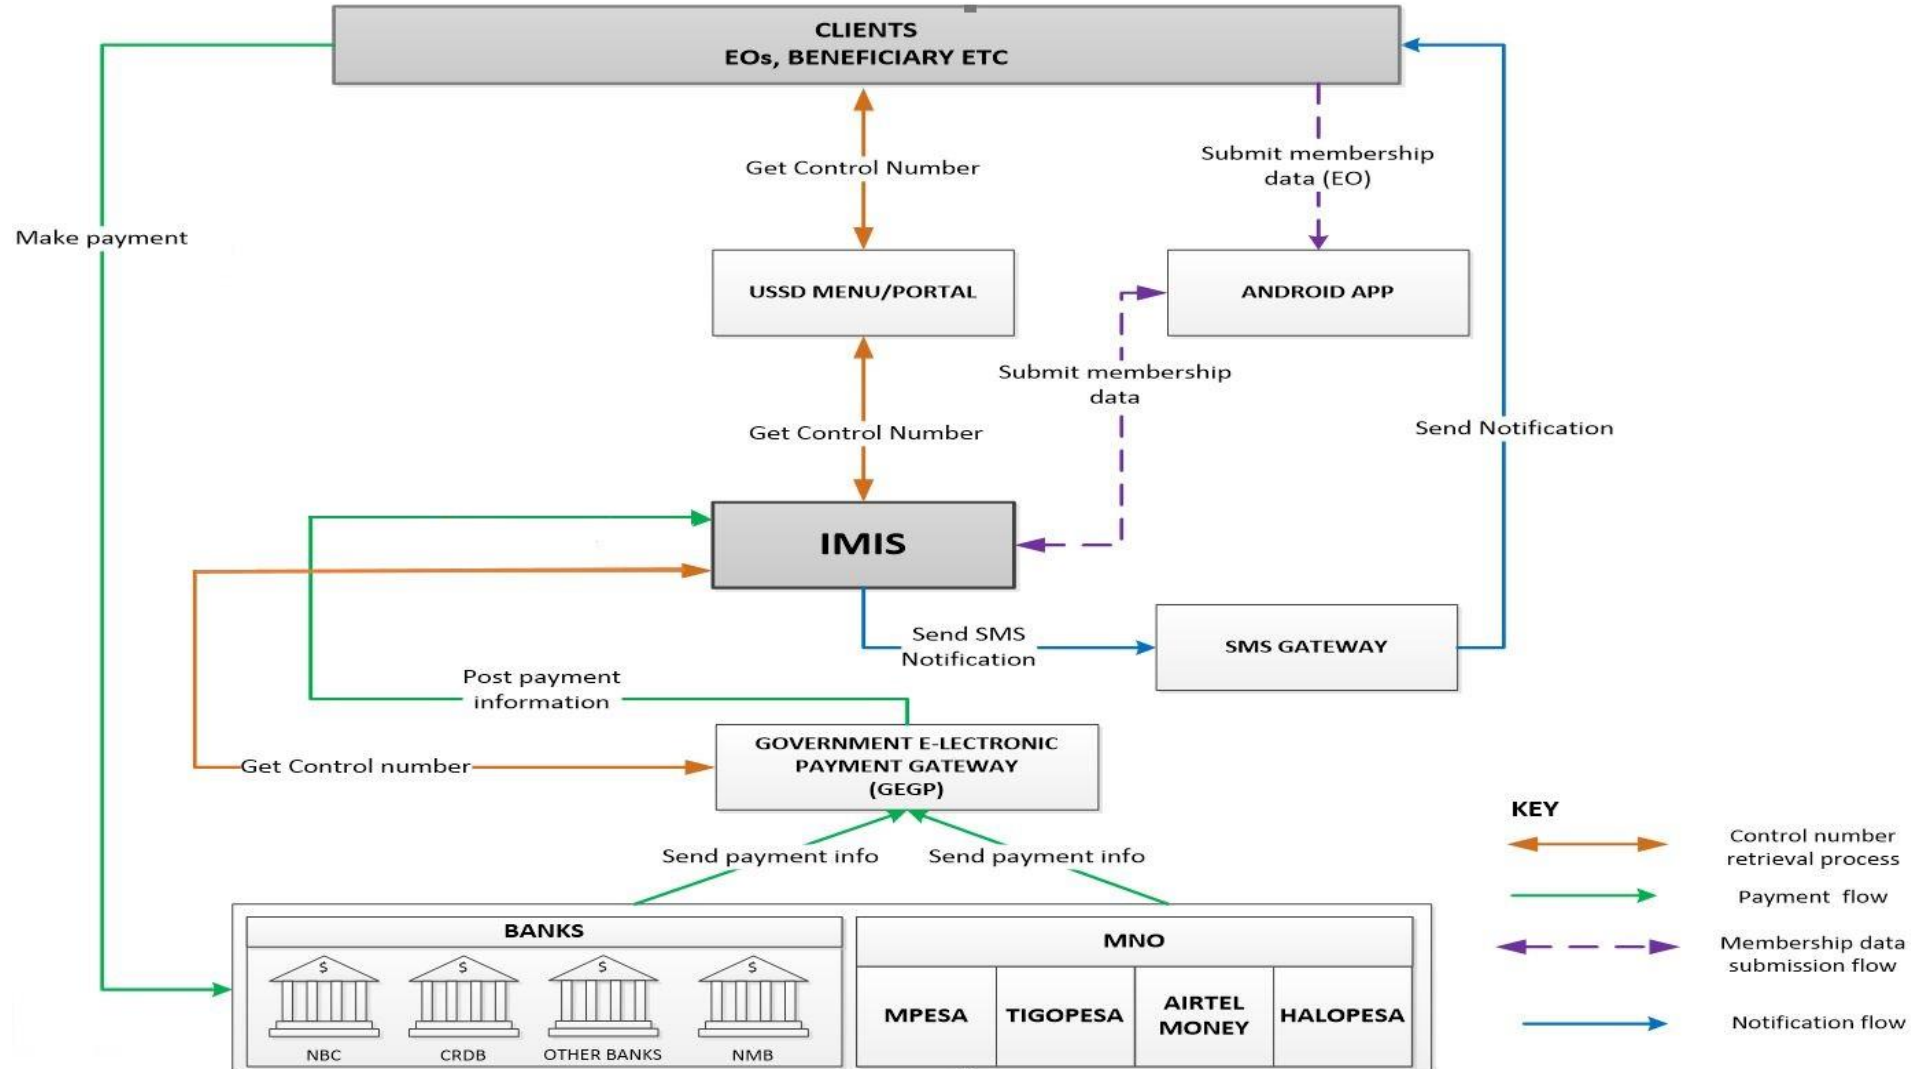 CLIENTS
EOs, BENEFICIARY ETC
Get Control Number
Submit membership
data (EO)
Make payment
USSD MENU/PORTAL
ANDROID APP
Submit membership
data
Get Control Number
Send Notification
IMIS
Send SMS
Notification
SMS GATEWAY
Post payment
information
GOVERNMENT E-LECTRONIC
PAYMENT GATEWAY
(GEGP)
Get Control number
Send payment info
Send payment info
BANKS
$ $ $ $
NBC
CRDB
OTHER BANKS
NMB
MNO
MPESA
TIGOPESA
AIRTEL
MONEY
HALOPESA
KEY
Control number
retrieval process
Payment flow
Membership data
submission flow
Notification flow